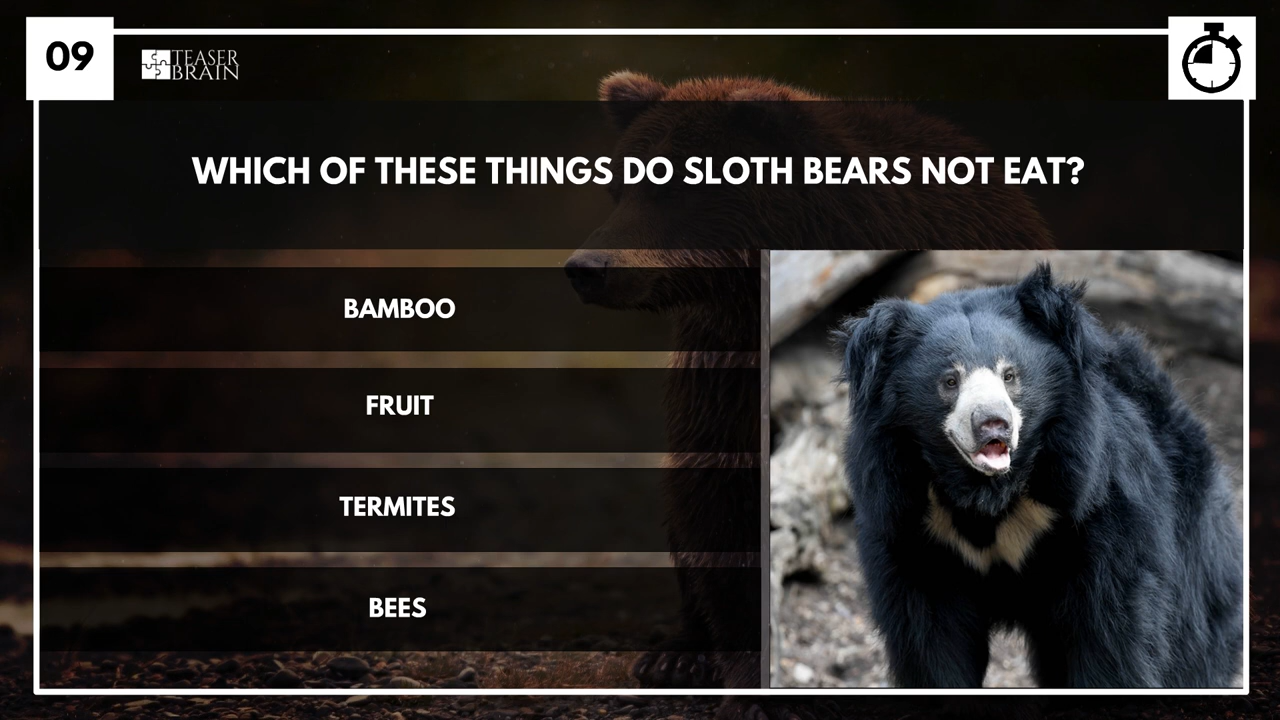 09
TEASER
BRAIN
WHICH OF THESE THINGS DO SLOTH BEARS NOT EAT?
BAMBOO
FRUIT
TERMITES
BEES